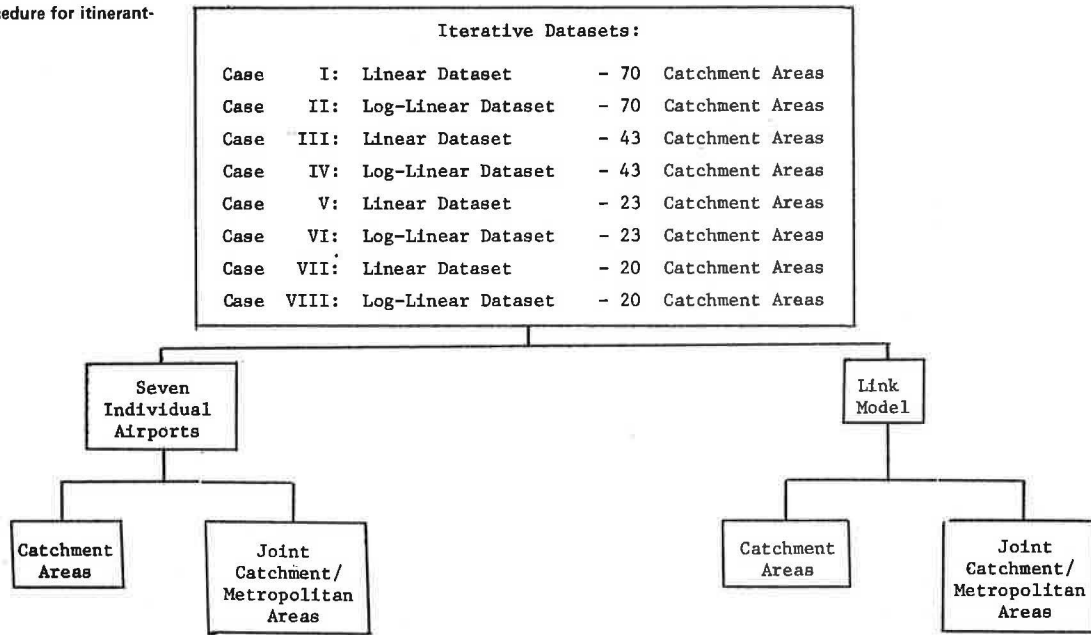 edure for itinerant-
Iterative Datasets:
Case I: Linear Dataset - 70 Catchment Areas
Case II: Log-Linear Dataset - 70 Catchment Areas
Case III: Linear Dataset - 43 Catchment Areas
Case IV: Log-Linear Dataset - 43 Catchment Areas
Case V: Linear Dataset - 23 Catchment Areas
Case VI: Log-Linear Dataset - 23 Catchment Areas
Case VII: Linear Dataset - 20 Catchment Areas
Case VIII: Log-Linear Dataset - 20 Catchment Areas
Seven
Individual
Airports
Link
Model
Catchment
Areas
Joint
Catchment/
Metropolitan
Areas
Catchment
Areas
Joint
Catchment/
Metropolitan
Areas